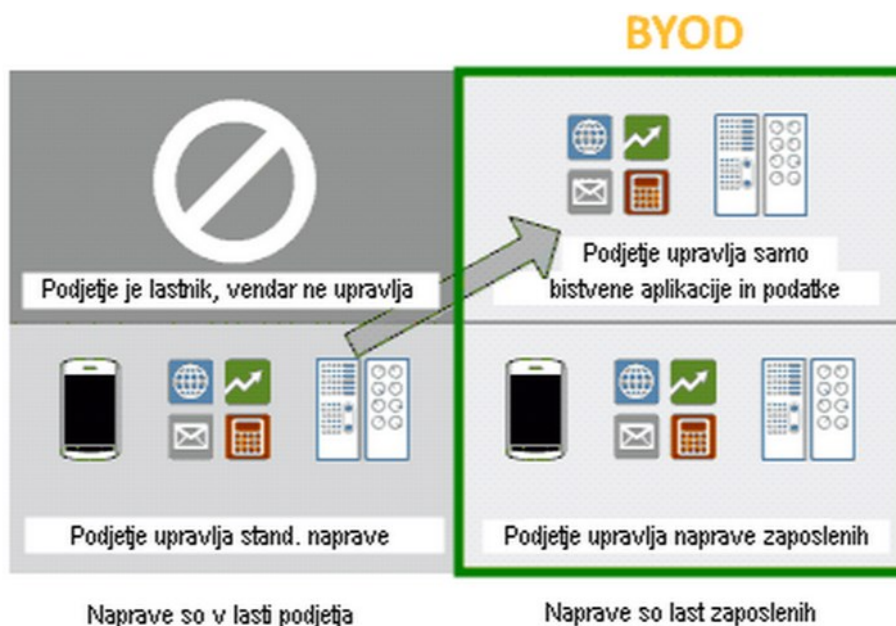 BYOD
Podjetje je lastnik, vendar ne upravlja
Podjetje upravlja samo
bistvene aplikacije in podatke
Podjetje upravlja stand. naprave
Podjetje upravlja naprave zaposlenih
Naprave so v lasti podjetja
Naprave so last zaposlenih